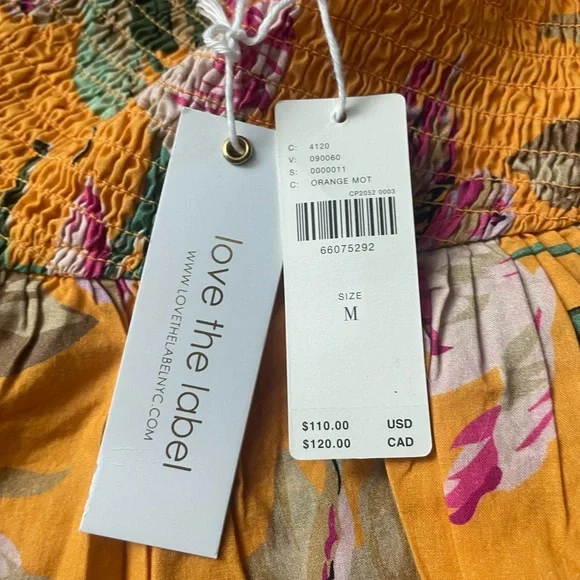 love the label
WWW.LOVETHELABELNYC.COM
C: 4120
V: 090060
S: 0000011
C: ORANGE MOT
CP2052 0003
66075292
SIZE
M
$110.00 USD
$120.00 CAD